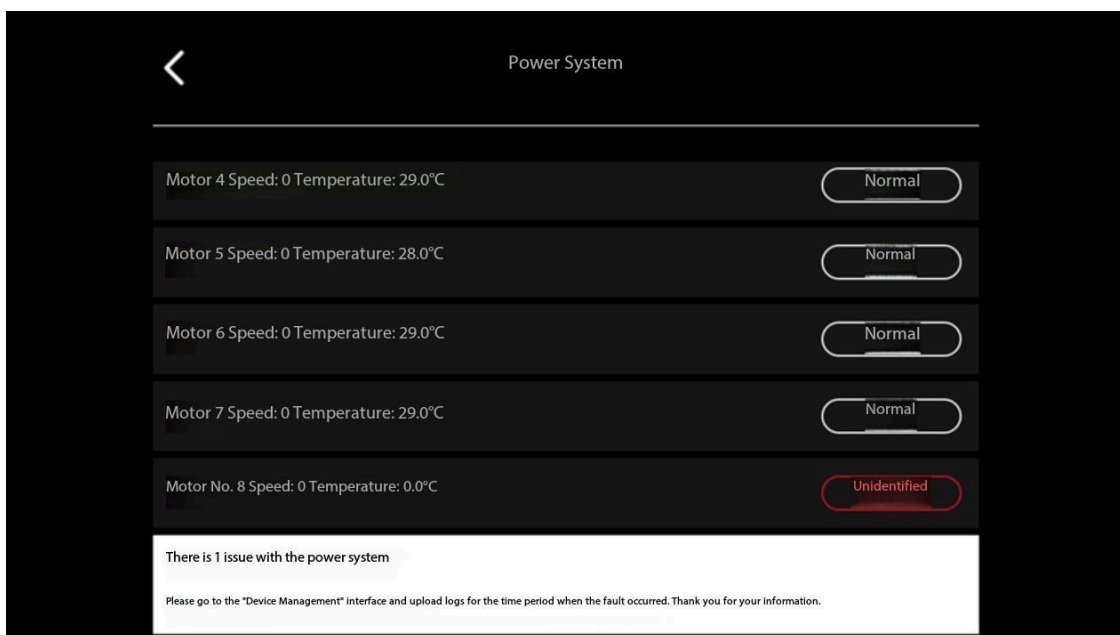 Power System
Motor 4 Speed: 0 Temperature: 29.0°C
Normal
Motor 5 Speed: 0 Temperature: 28.0°C
Normal
Motor 6 Speed: 0 Temperature: 29.0°C
Normal
Motor 7 Speed: 0 Temperature: 29.0°C
Normal
Motor No. 8 Speed: 0 Temperature: 0.0°C
Unidentified
There is 1 issue with the power system
Please go to the "Device Management" interface and upload logs for the time period when the fault occurred. Thank you for your information.